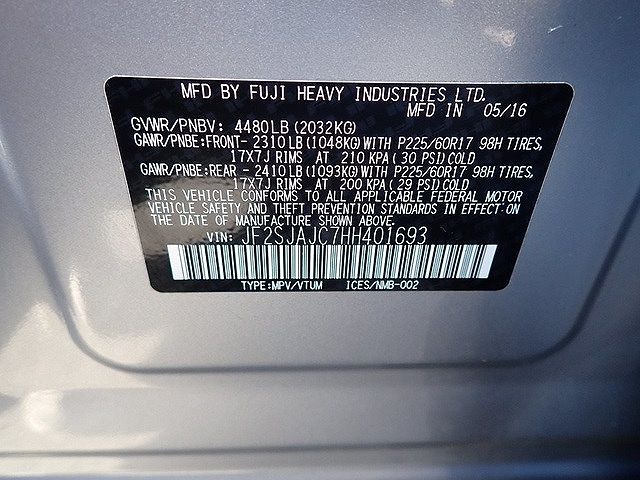 MFD BY FUJI HEAVY INDUSTRIES LTD.
MFD IN 05/16
GVWR/PNBV: 4480LB(2032KG)
GAWR/PNBE:FRONT- 2310LB(1048KG)WITH P225/60R17 98H TIRES,
17X7J RIMS AT 210 KPA(30 PSI)COLD
GAWR/PNBE:REAR - 2410LB(1093KG)WITH P225/60R17 98H TIRES,
17X7J RIMS AT 200 KPA(29 PSI)COLD
THIS VEHICLE CONFORMS TO ALL APPLICABLE FEDERAL MOTOR
VEHICLE SAFETY AND THEFT PREVENTION STANDARDS IN EFFECT ON
THE DATE OF MANUFACTURE SHOWN ABOVE.
VIN: JF2SJAJC7HH401693
TYPE:MPV/VTUM ICES/NMB-002